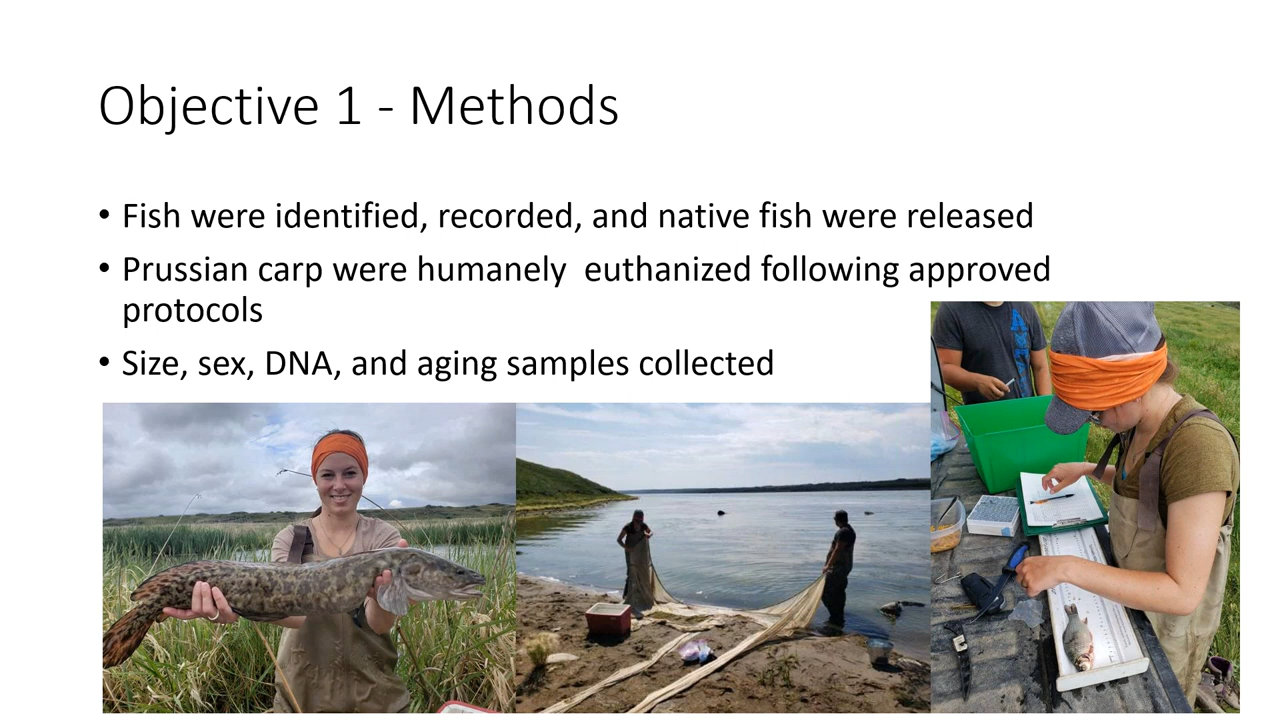 Objective 1 - Methods
• Fish were identified, recorded, and native fish were released
• Prussian carp were humanely  euthanized following approved
protocols
• Size, sex, DNA, and aging samples collected